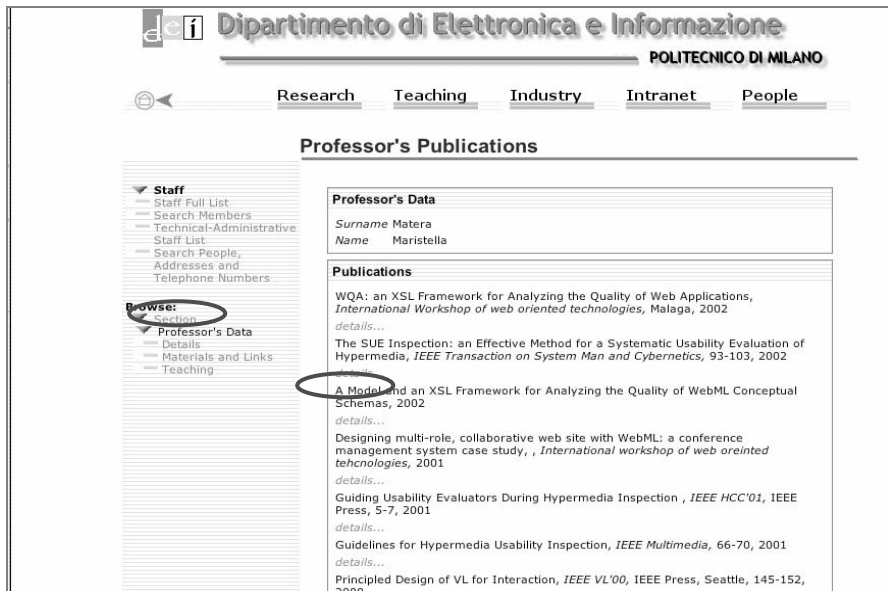 dei Dipartimento di Elettronica e Informazione
POLITECNICO DI MILANO
Research Teaching Industry Intranet People
Professor's Publications
Staff
Staff Full List
Search Members
Technical-Administrative
Staff List
Search People,
Addresses and
Telephone Numbers
Browse:
Section
Professor's Data
Details
Materials and Links
Teaching
Professor's Data
Surname Matera
Name Maristella
Publications
WQA: an XSL Framework for Analyzing the Quality of Web Applications,
International Workshop of web oriented technologies, Malaga, 2002
details...
The SUE Inspection: an Effective Method for a Systematic Usability Evaluation of
Hypermedia, IEEE Transaction on System Man and Cybernetics, 93-103, 2002
details...
A Model and an XSL Framework for Analyzing the Quality of WebML Conceptual
Schemas, 2002
details...
Designing multi-role, collaborative web site with WebML: a conference
management system case study, , International workshop of web oreinted
tehcnologies, 2001
details...
Guiding Usability Evaluators During Hypermedia Inspection , IEEE HCC'01, IEEE
Press, 5-7, 2001
details...
Guidelines for Hypermedia Usability Inspection, IEEE Multimedia, 66-70, 2001
details...
Principled Design of VL for Interaction, IEEE VL'00, IEEE Press, Seattle, 145-152,
2000